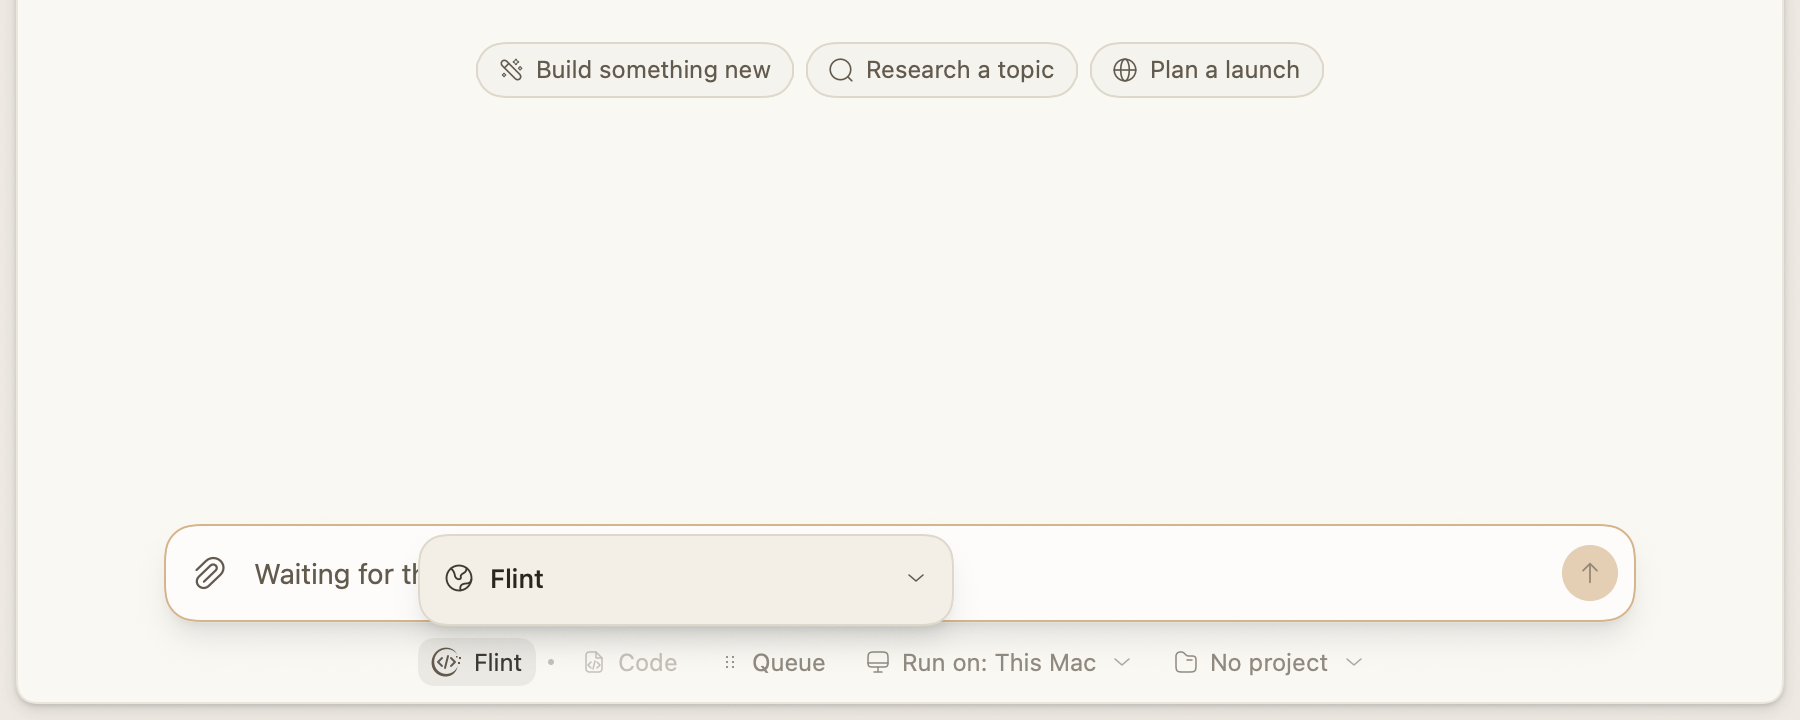 Build something new
Research a topic
Plan a launch
Waiting for
Flint
Flint
Code
Queue
Run on: This Mac
No project